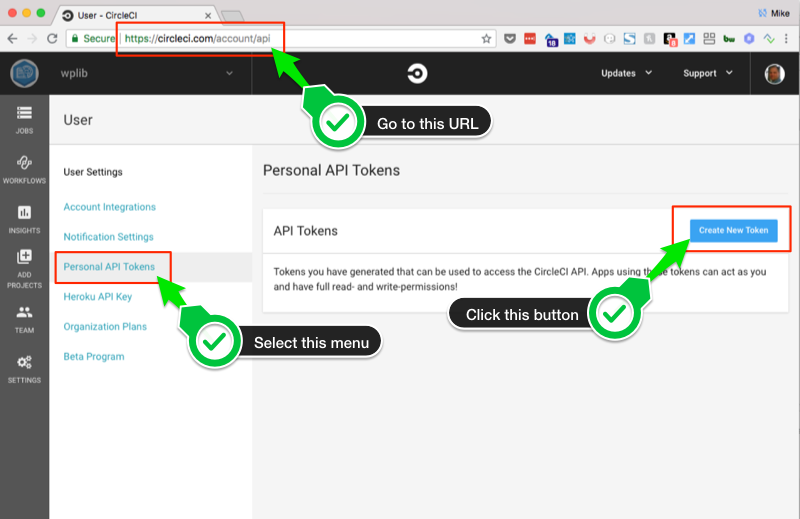 User - CircleCI
Mike
Secure
https://circleci.com/account/api
18
8
wplib
Updates
Support
Go to this URL
JOBS
WORKFLOWS
INSIGHTS
ADD
PROJECTS
TEAM
SETTINGS
User
User Settings
Account Integrations
Notification Settings
Personal API Tokens
Heroku API Key
Organization Plans
Beta Program
Select this menu
Personal API Tokens
API Tokens
Create New Token
Tokens you have generated that can be used to access the CircleCI API. Apps using tokens can act as you
and have full read- and write-permissions!
Click this button